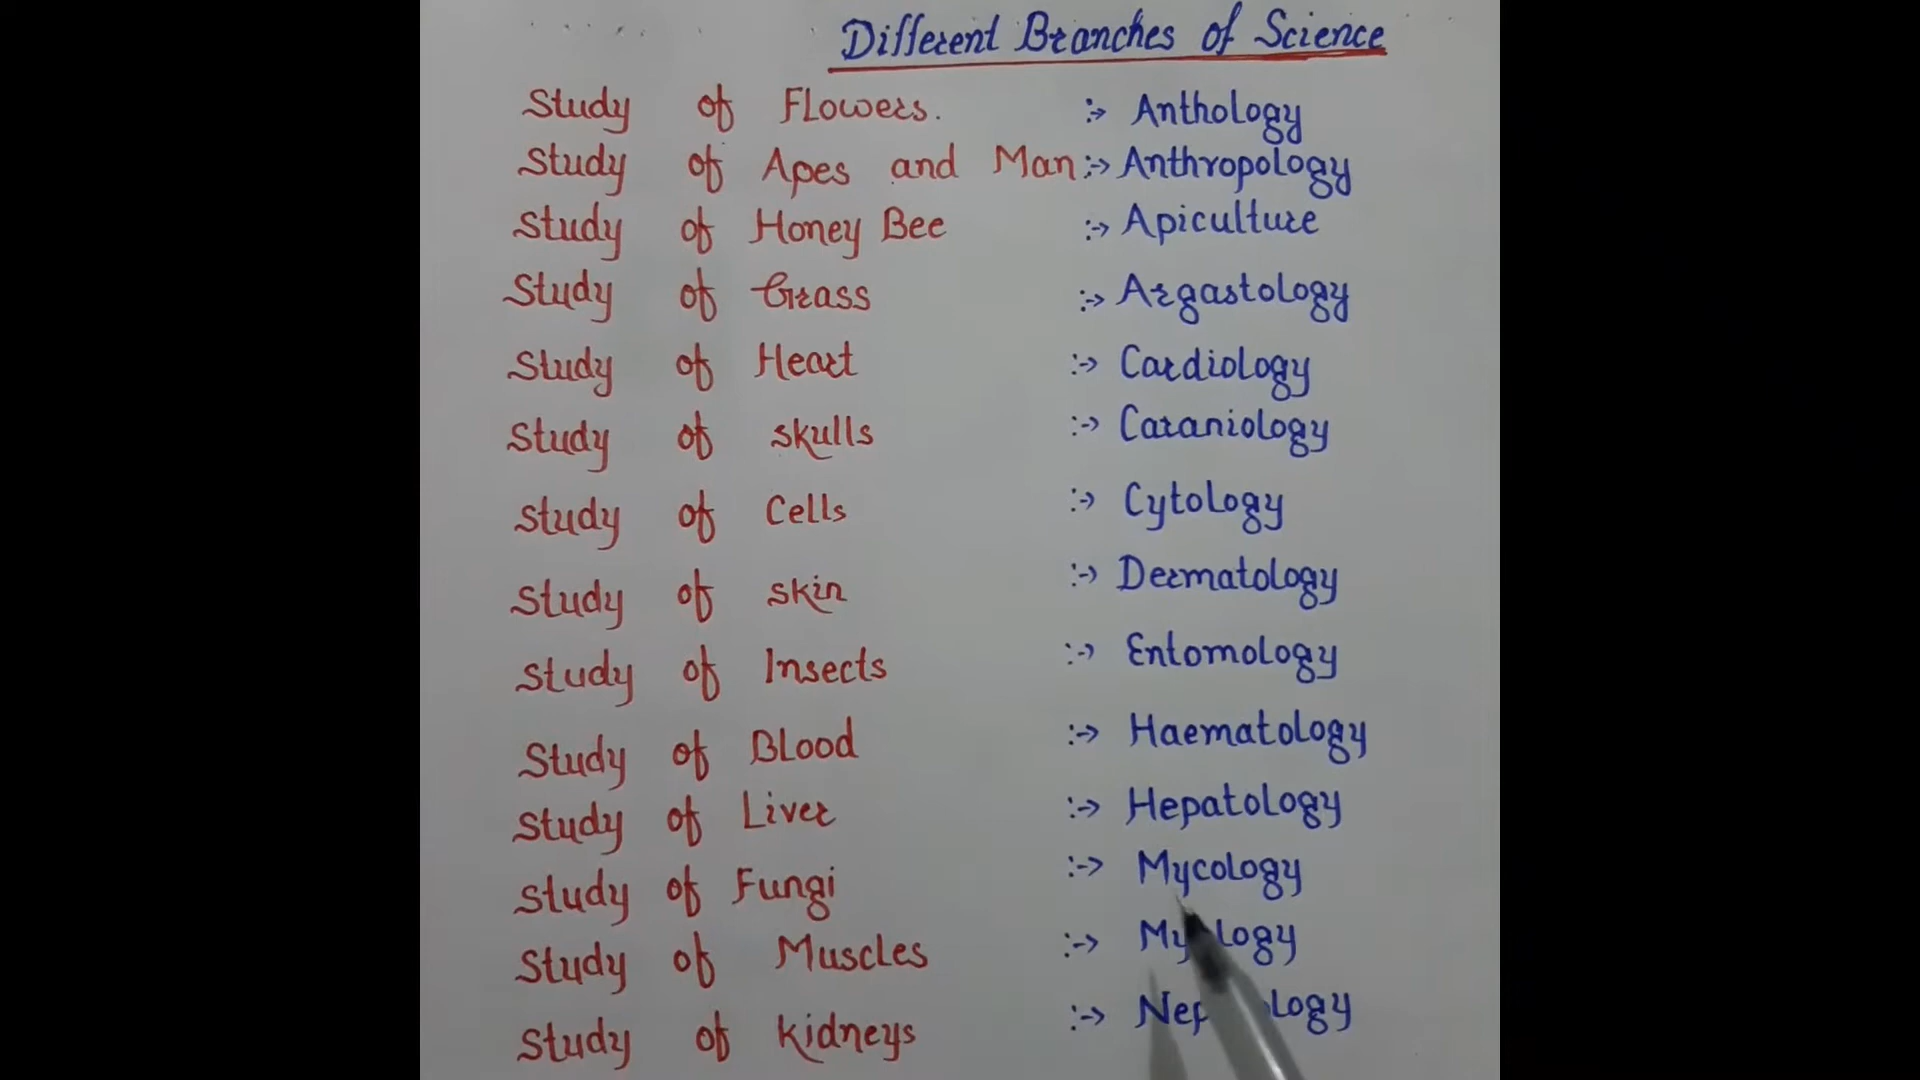 Different Branches of Science
Study of Flowers. :-> Anthology
Study of Apes and Man :-> Anthropology
Study of Honey Bee :-> Apiculture
Study of Grass :-> Argastology
Study of Heart :-> Cardiology
Study of skulls :-> Caraniology
Study of Cells :-> Cytology
Study of skin :-> Dermatology
Study of Insects :-> Entomology
Study of Blood :-> Haematology
Study of Liver :-> Hepatology
Study of Fungi :-> Mycology
Study of Muscles :->
Study of kidneys :->